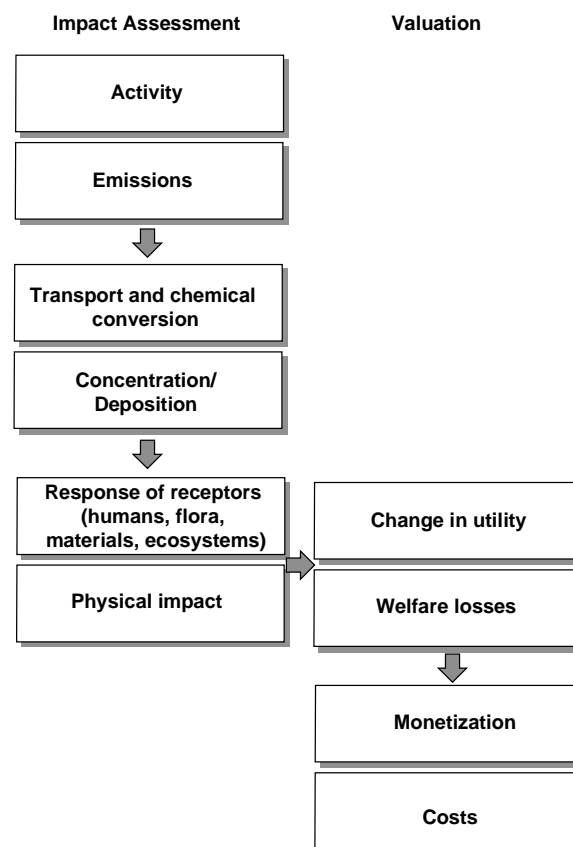 Impact Assessment
Valuation
Activity
Emissions
Transport and chemical
conversion
Concentration/
Deposition
Response of receptors
(humans, flora,
materials, ecosystems)
Physical impact
Change in utility
Welfare losses
Monetization
Costs